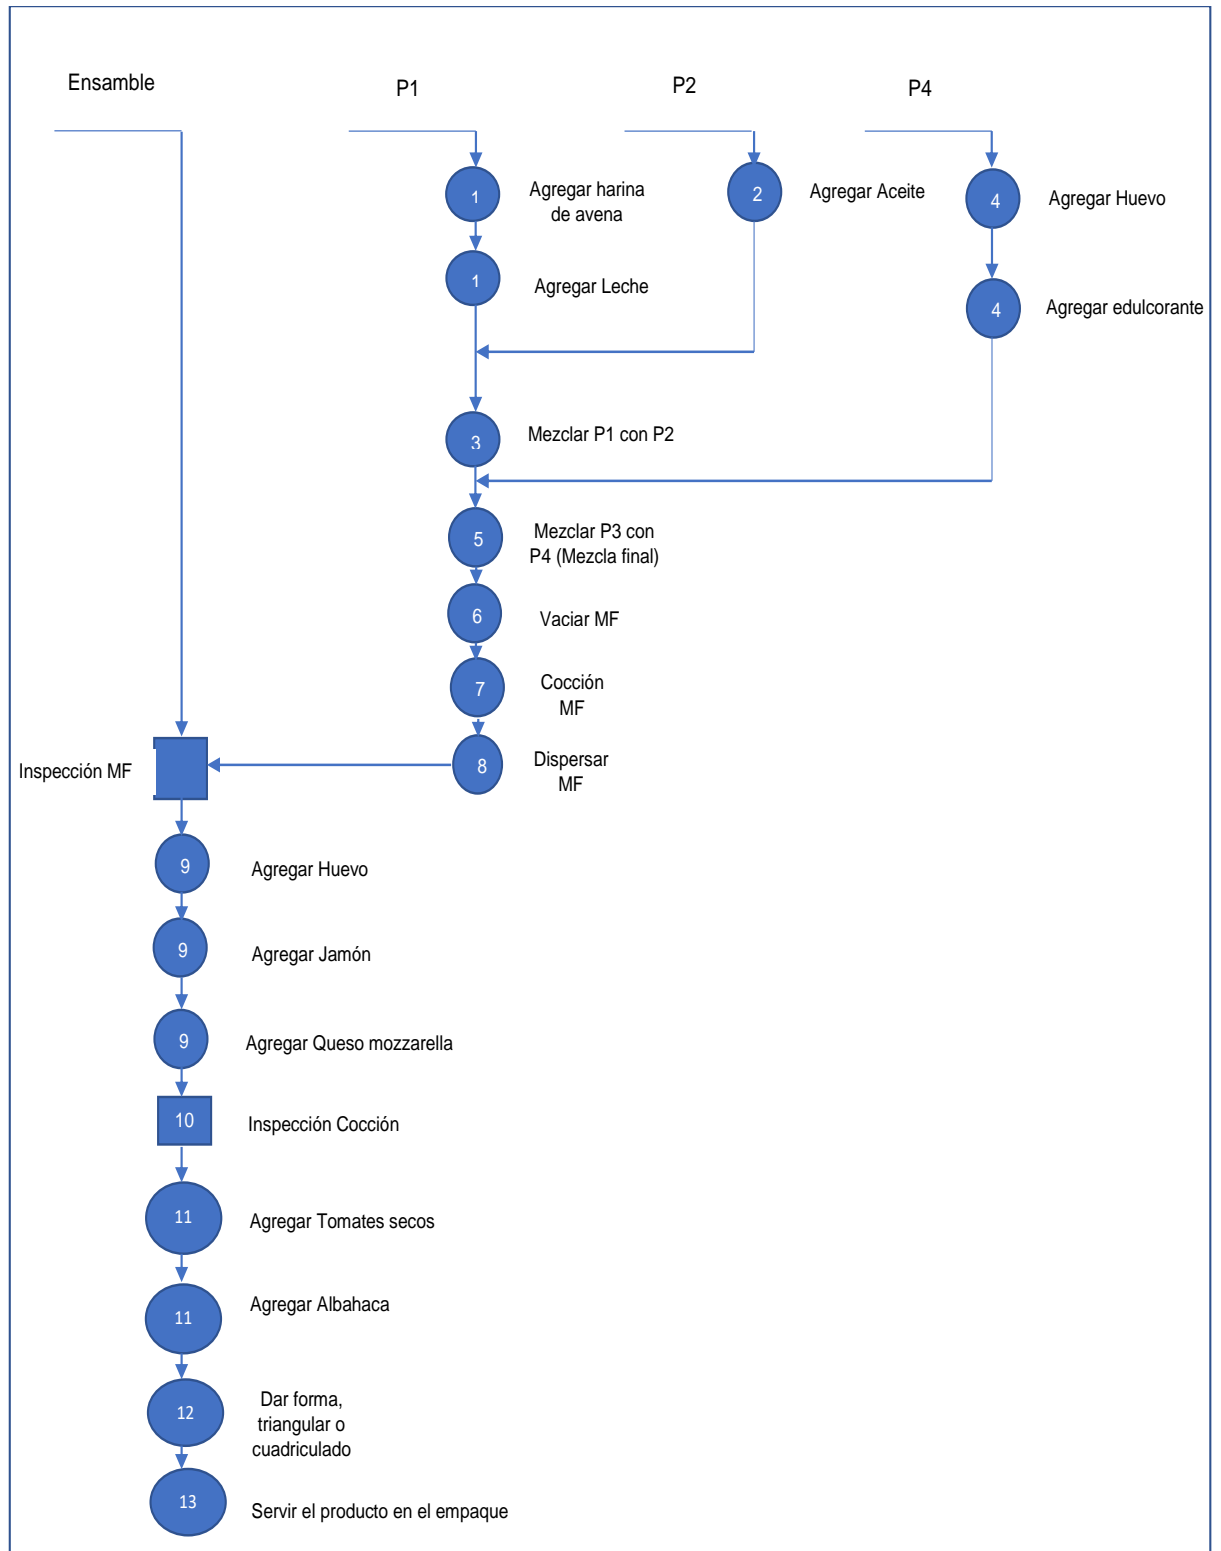 Ensamble
P1
P2
P4
1
Agregar harina
de avena
2
Agregar Aceite
4
Agregar Huevo
1
Agregar Leche
4
Agregar edulcorante
3
Mezclar P1 con P2
5
Mezclar P3 con
P4 (Mezcla final)
6
Vaciar MF
7
Cocción
MF
Inspección MF
8
Dispersar
MF
9
Agregar Huevo
9
Agregar Jamón
9
Agregar Queso mozzarella
10
Inspección Cocción
11
Agregar Tomates secos
11
Agregar Albahaca
12
Dar forma,
triangular o
cuadriculado
13
Servir el producto en el empaque